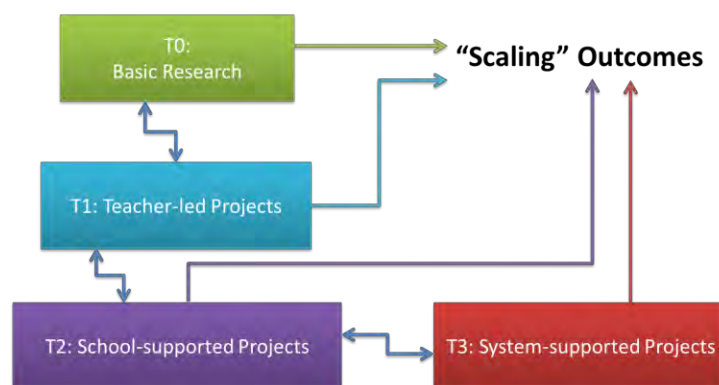 T0:
Basic Research
“Scaling” Outcomes
T1: Teacher-led Projects
T2: School-supported Projects
T3: System-supported Projects